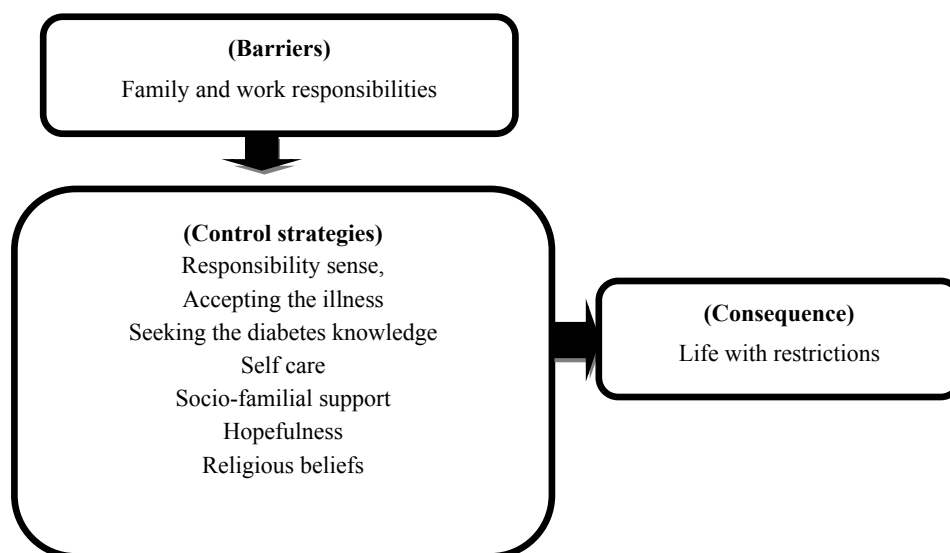 (Barriers)
Family and work responsibilities
(Control strategies)
Responsibility sense,
Accepting the illness
Seeking the diabetes knowledge
Self care
Socio-familial support
Hopefulness
Religious beliefs
(Consequence)
Life with restrictions